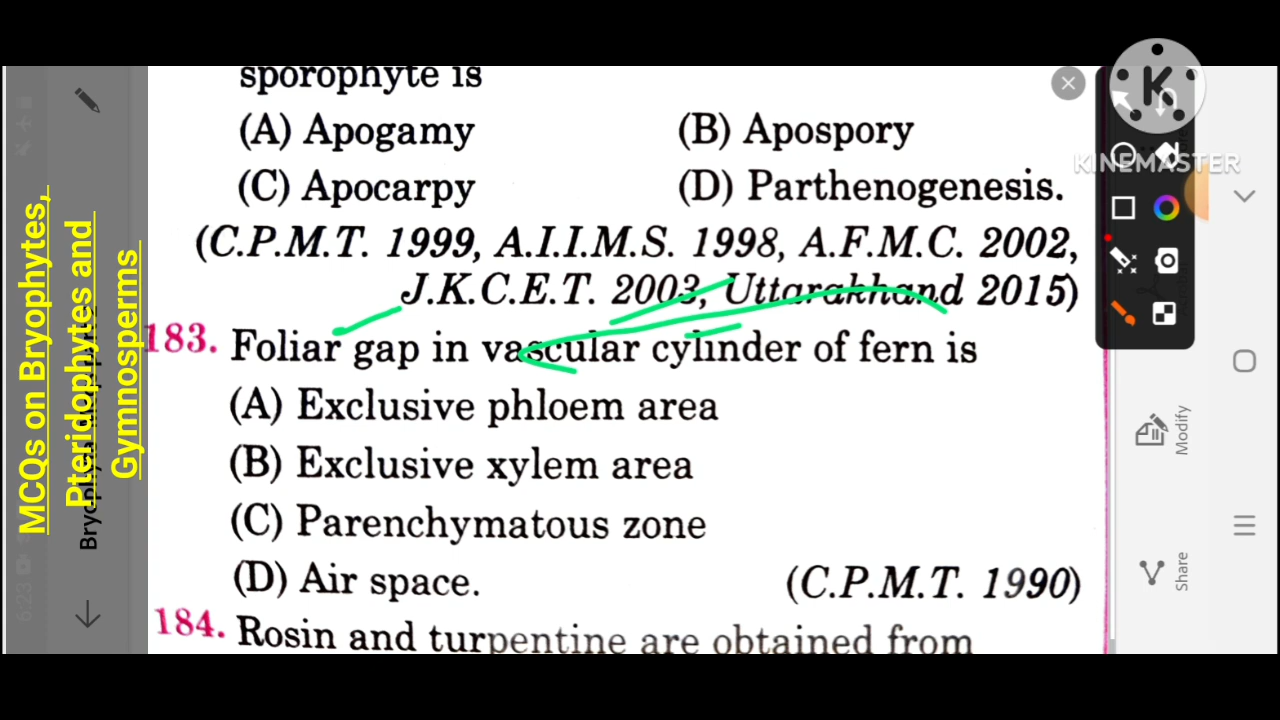 sporophyte is
(A) Apogamy (B) Apospory
(C) Apocarpy (D) Parthenogenesis.
(C.P.M.T. 1999, A.I.I.M.S. 1998, A.F.M.C. 2002,
J.K.C.E.T. 2003, Uttarakhand 2015)
183. Foliar gap in vascular cylinder of fern is
(A) Exclusive phloem area
(B) Exclusive xylem area
(C) Parenchymatous zone
(D) Air space. (C.P.M.T. 1990)
184. Rosin and turpentine are obtained from
MCQs on Bryophytes,
Pteridophytes and
Gymnosperms
K
KINEMASTER
Modify
Share
6:23